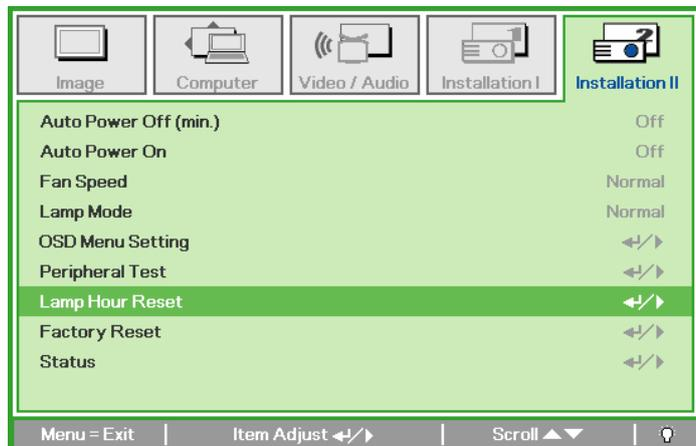 Image Computer Video / Audio Installation I Installation II
Auto Power Off (min.) Off
Auto Power On Off
Fan Speed Normal
Lamp Mode Normal
OSD Menu Setting
Peripheral Test
Lamp Hour Reset
Factory Reset
Status
Menu = Exit Item Adjust Scroll